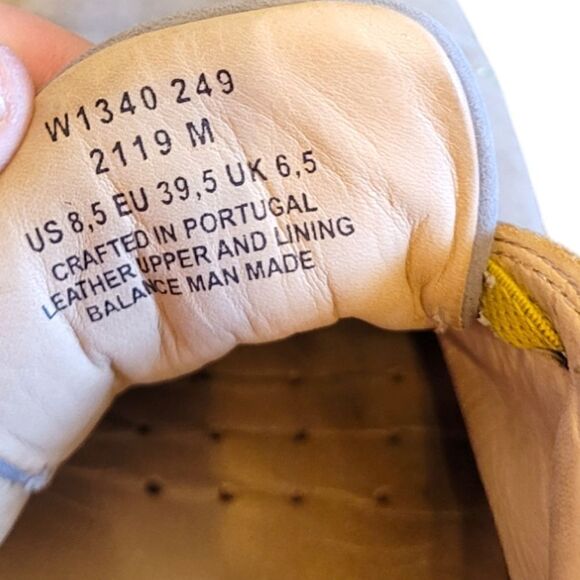 W1340 249
2119 M
US 8,5 EU 39,5 UK 6,5
CRAFTED IN PORTUGAL
LEATHER UPPER AND LINING
BALANCE MAN MADE